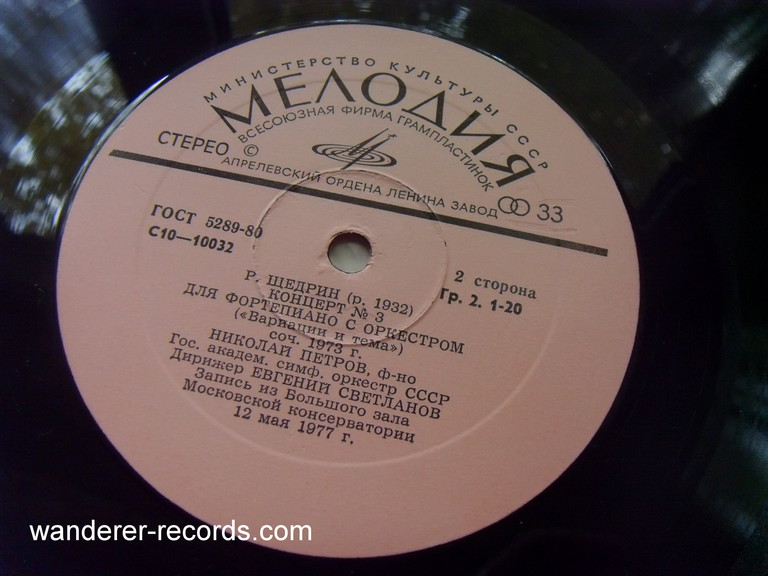 МИНИСТЕРСТВО КУЛЬТУРЫ СССР
МЕЛОДИЯ
ВСЕСОЮЗНАЯ ФИРМА ГРАМПЛАСТИНОК
СТЕРЕО ©
АПРЕЛЕВСКИЙ ОРДЕНА ЛЕНИНА ЗАВОД
33
ГОСТ 5289-80
С10—10032
2 сторона
Гр. 2. 1-20
Р. ЩЕДРИН (р. 1932)
КОНЦЕРТ № 3
ДЛЯ ФОРТЕПИАНО С ОРКЕСТРОМ
(«Вариации и тема»)
соч. 1973 г.
НИКОЛАЙ ПЕТРОВ, ф-но
Гос. академ. симф. оркестр СССР
Дирижер ЕВГЕНИЙ СВЕТЛАНОВ
Запись из Большого зала
Московской консерватории
12 мая 1977 г.
wanderer-records.com